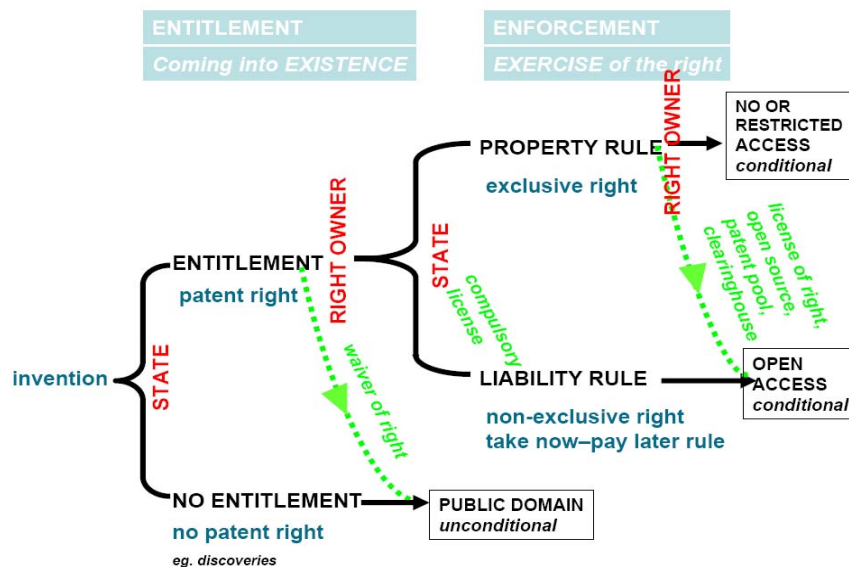 ENTITLEMENT
Coming into EXISTENCE
ENFORCEMENT
EXERCISE of the right
invention
STATE
ENTITLEMENT
patent right
RIGHT OWNER
waiver of right
NO ENTITLEMENT
no patent right
eg. discoveries
PUBLIC DOMAIN
unconditional
STATE
compulsory
license
PROPERTY RULE
exclusive right
RIGHT OWNER
NO OR
RESTRICTED
ACCESS
conditional
license of right,
open source,
patent pool,
clearinghouse
LIABILITY RULE
non-exclusive right
take now–pay later rule
OPEN
ACCESS
conditional